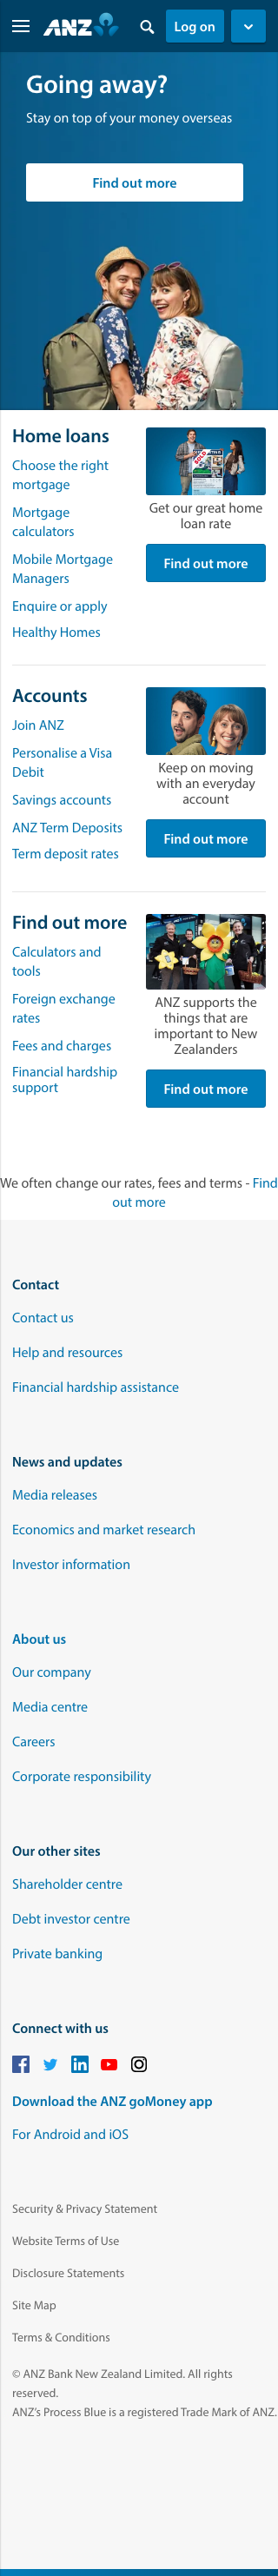 ANZ
Log on
Going away?
Stay on top of your money overseas
Find out more
Home loans
Choose the right
mortgage
Mortgage
calculators
Mobile Mortgage
Managers
Enquire or apply
Healthy Homes
SOLD
Get our great home
loan rate
Find out more
Accounts
Join ANZ
Personalise a Visa
Debit
Savings accounts
ANZ Term Deposits
Term deposit rates
Keep on moving
with an everyday
account
Find out more
Find out more
Calculators and
tools
Foreign exchange
rates
Fees and charges
Financial hardship
support
ANZ supports the
things that are
important to New
Zealanders
Find out more
We often change our rates, fees and terms - Find
out more
Contact
Contact us
Help and resources
Financial hardship assistance
News and updates
Media releases
Economics and market research
Investor information
About us
Our company
Media centre
Careers
Corporate responsibility
Our other sites
Shareholder centre
Debt investor centre
Private banking
Connect with us
Download the ANZ goMoney app
For Android and iOS
Security & Privacy Statement
Website Terms of Use
Disclosure Statements
Site Map
Terms & Conditions
© ANZ Bank New Zealand Limited. All rights
reserved.
ANZ's Process Blue is a registered Trade Mark of ANZ.